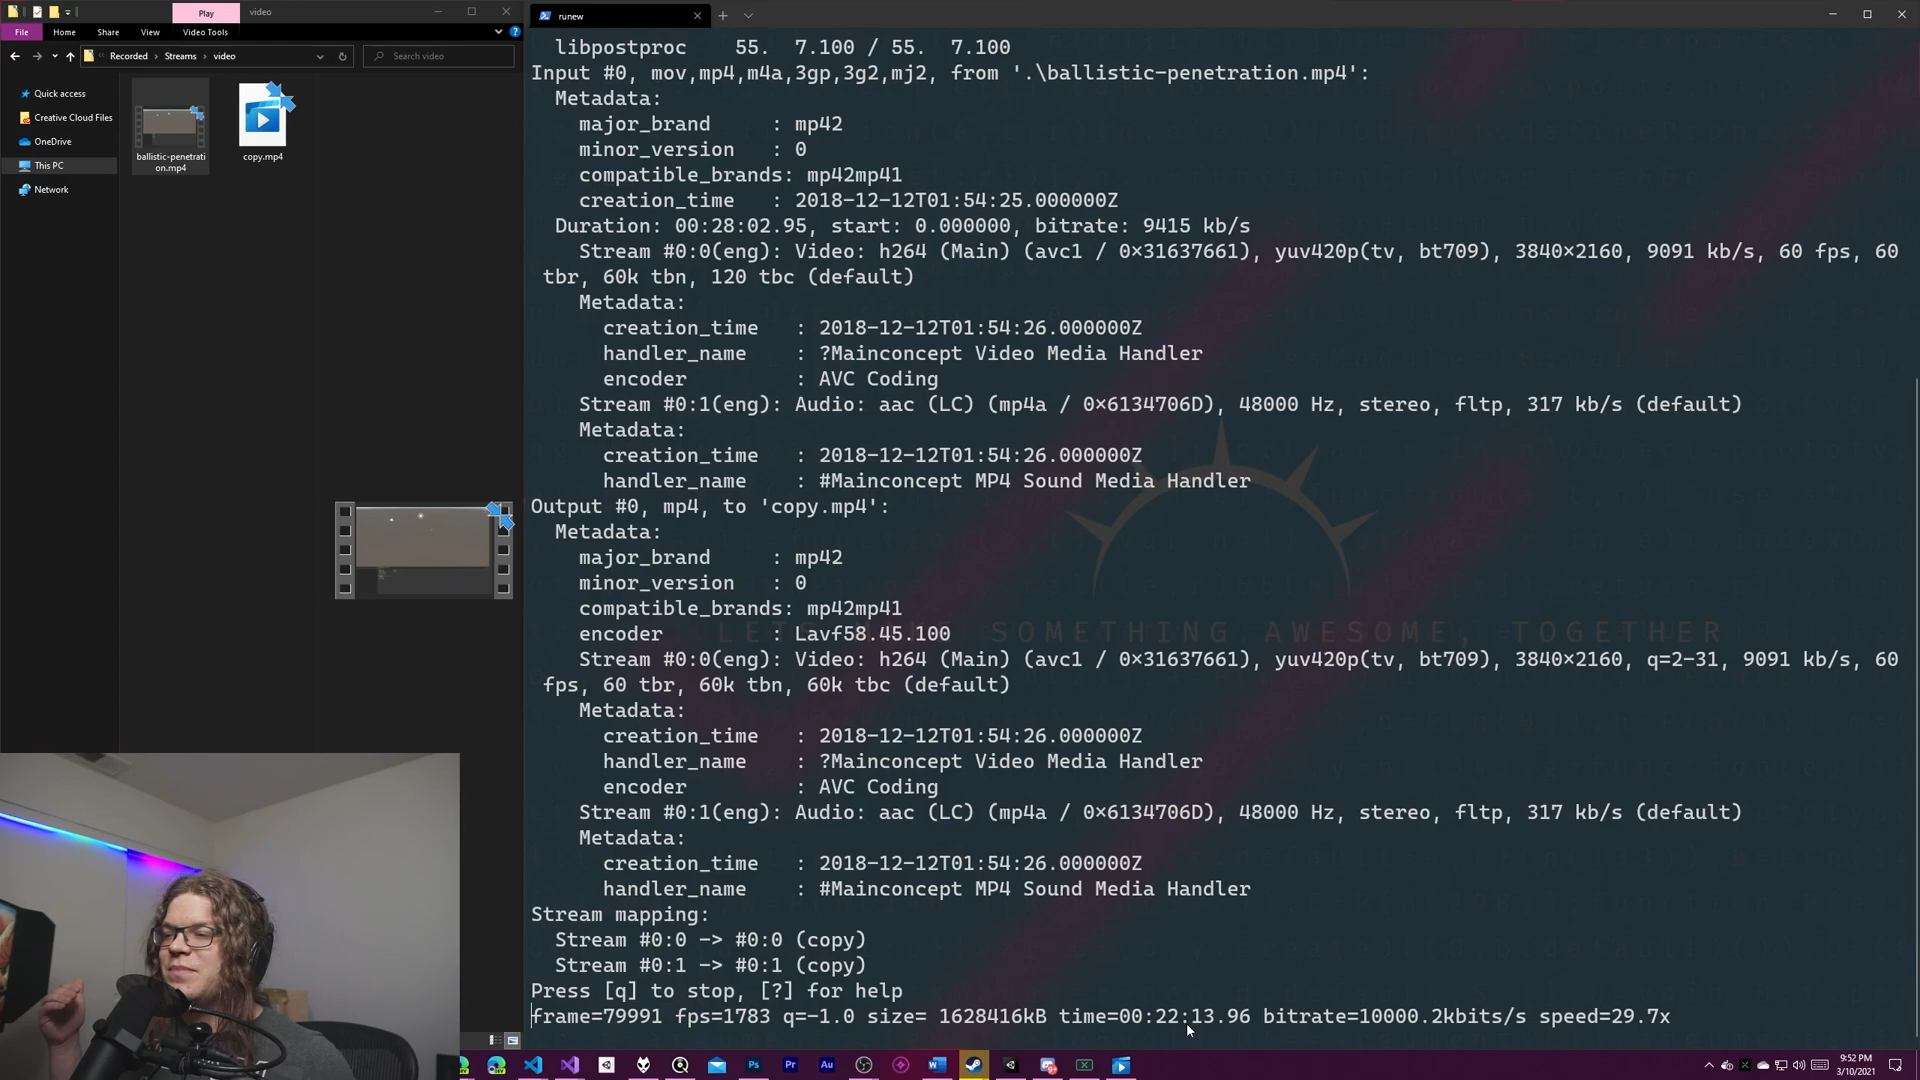 Play
video
File
Home
Share
View
Video Tools
Recorded
Streams
video
Search video
Quick access
Creative Cloud Files
OneDrive
This PC
Network
ballistic-penetrati
on.mp4
copy.mp4
runew
libpostproc    55.  7.100 / 55.  7.100
Input #0, mov,mp4,m4a,3gp,3g2,mj2, from '.\ballistic-penetration.mp4':
Metadata:
major_brand     : mp42
minor_version   : 0
compatible_brands: mp42mp41
creation_time   : 2018-12-12T01:54:25.000000Z
Duration: 00:28:02.95, start: 0.000000, bitrate: 9415 kb/s
Stream #0:0(eng): Video: h264 (Main) (avc1 / 0x31637661), yuv420p(tv, bt709), 3840×2160, 9091 kb/s, 60 fps, 60
tbr, 60k tbn, 120 tbc (default)
Metadata:
creation_time   : 2018-12-12T01:54:26.000000Z
handler_name    : ?Mainconcept Video Media Handler
encoder         : AVC Coding
Stream #0:1(eng): Audio: aac (LC) (mp4a / 0x6134706D), 48000 Hz, stereo, fltp, 317 kb/s (default)
Metadata:
creation_time   : 2018-12-12T01:54:26.000000Z
handler_name    : #Mainconcept MP4 Sound Media Handler
Output #0, mp4, to 'copy.mp4':
Metadata:
major_brand     : mp42
minor_version   : 0
compatible_brands: mp42mp41
encoder         : Lavf58.45.100
LETS SOMETHING AWESOME, TOGETHER
Stream #0:0(eng): Video: h264 (Main) (avc1 / 0x31637661), yuv420p(tv, bt709), 3840×2160, q=2-31, 9091 kb/s, 60
fps, 60 tbr, 60k tbn, 60k tbc (default)
Metadata:
creation_time   : 2018-12-12T01:54:26.000000Z
handler_name    : ?Mainconcept Video Media Handler
encoder         : AVC Coding
Stream #0:1(eng): Audio: aac (LC) (mp4a / 0x6134706D), 48000 Hz, stereo, fltp, 317 kb/s (default)
Metadata:
creation_time   : 2018-12-12T01:54:26.000000Z
handler_name    : #Mainconcept MP4 Sound Media Handler
Stream mapping:
Stream #0:0 -> #0:0 (copy)
Stream #0:1 -> #0:1 (copy)
Press [q] to stop, [?] for help
frame=79991 fps=1783 q=-1.0 size= 1628416kB time=00:22:13.96 bitrate=10000.2kbits/s speed=29.7x
Ps
Pr
Au
9:52 PM
3/10/2021